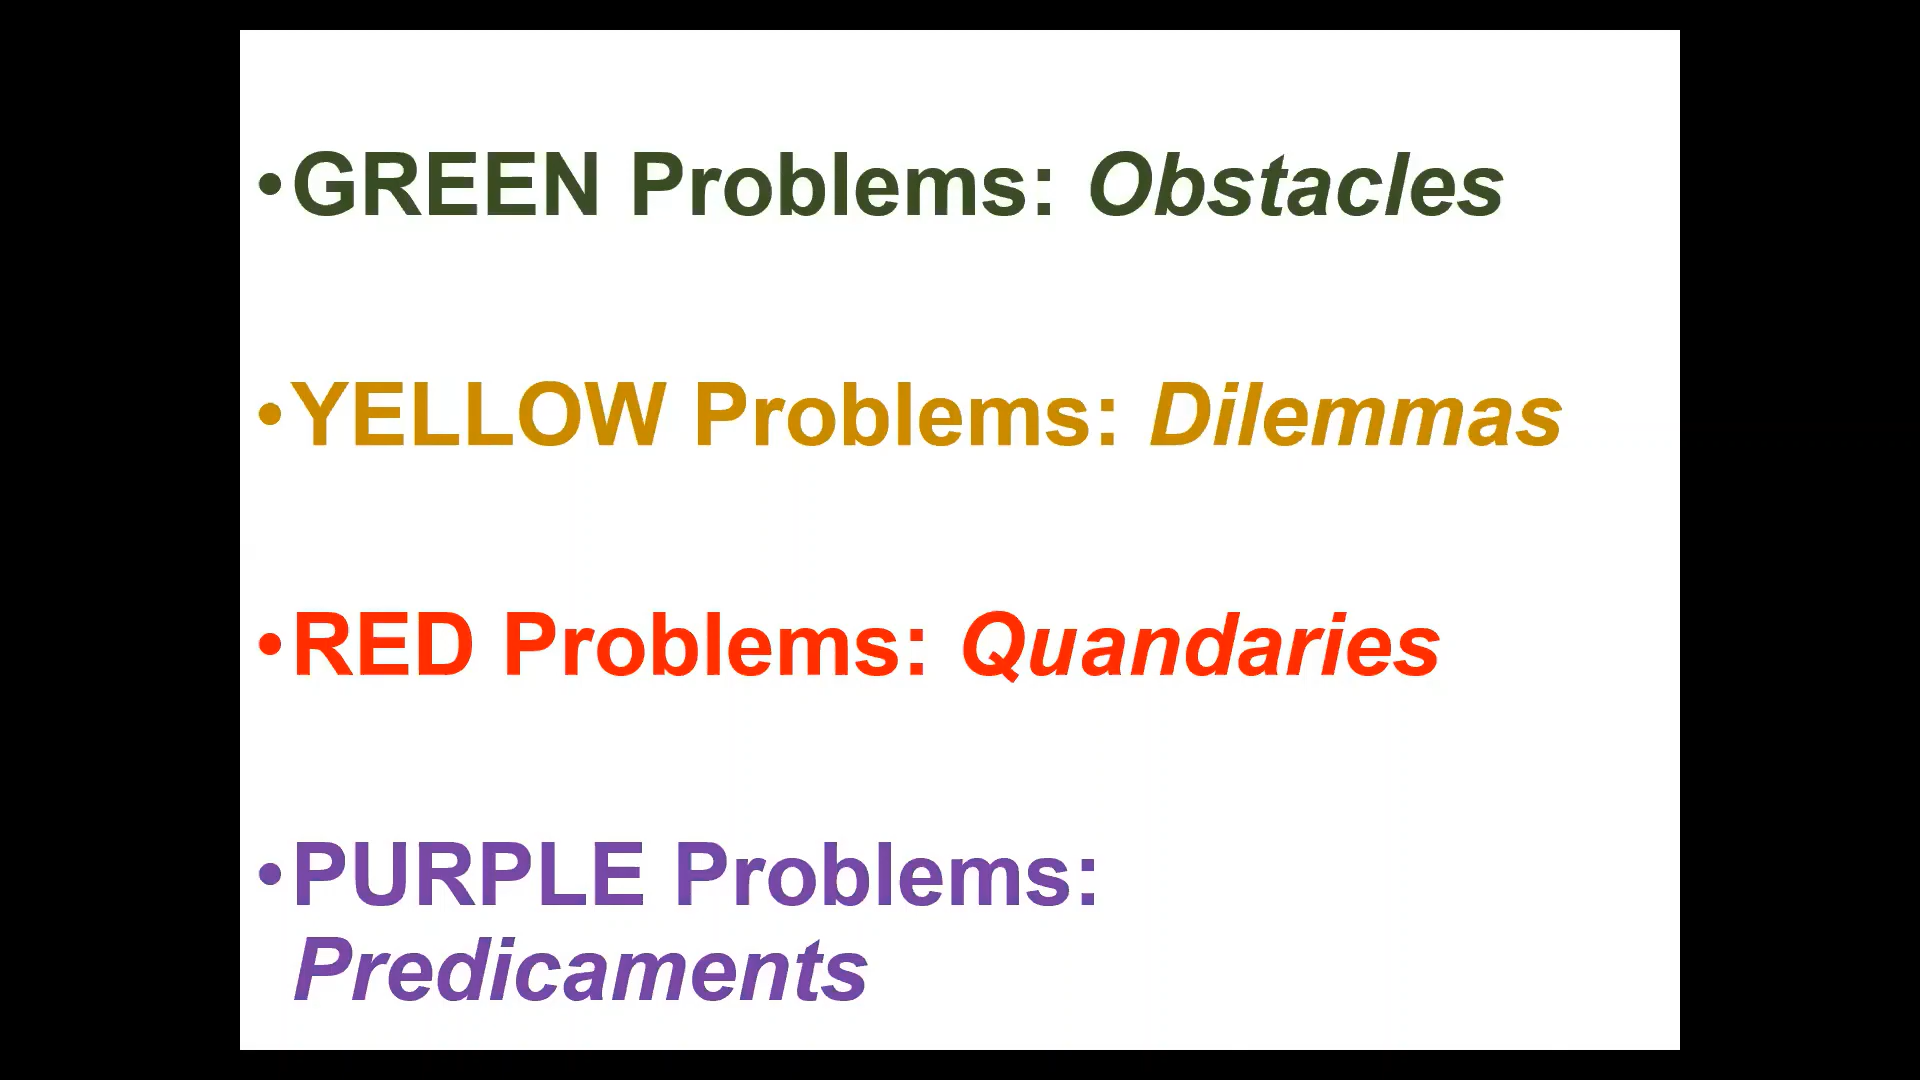 •GREEN Problems: Obstacles
•YELLOW Problems: Dilemmas
•RED Problems: Quandaries
•PURPLE Problems:
Predicaments